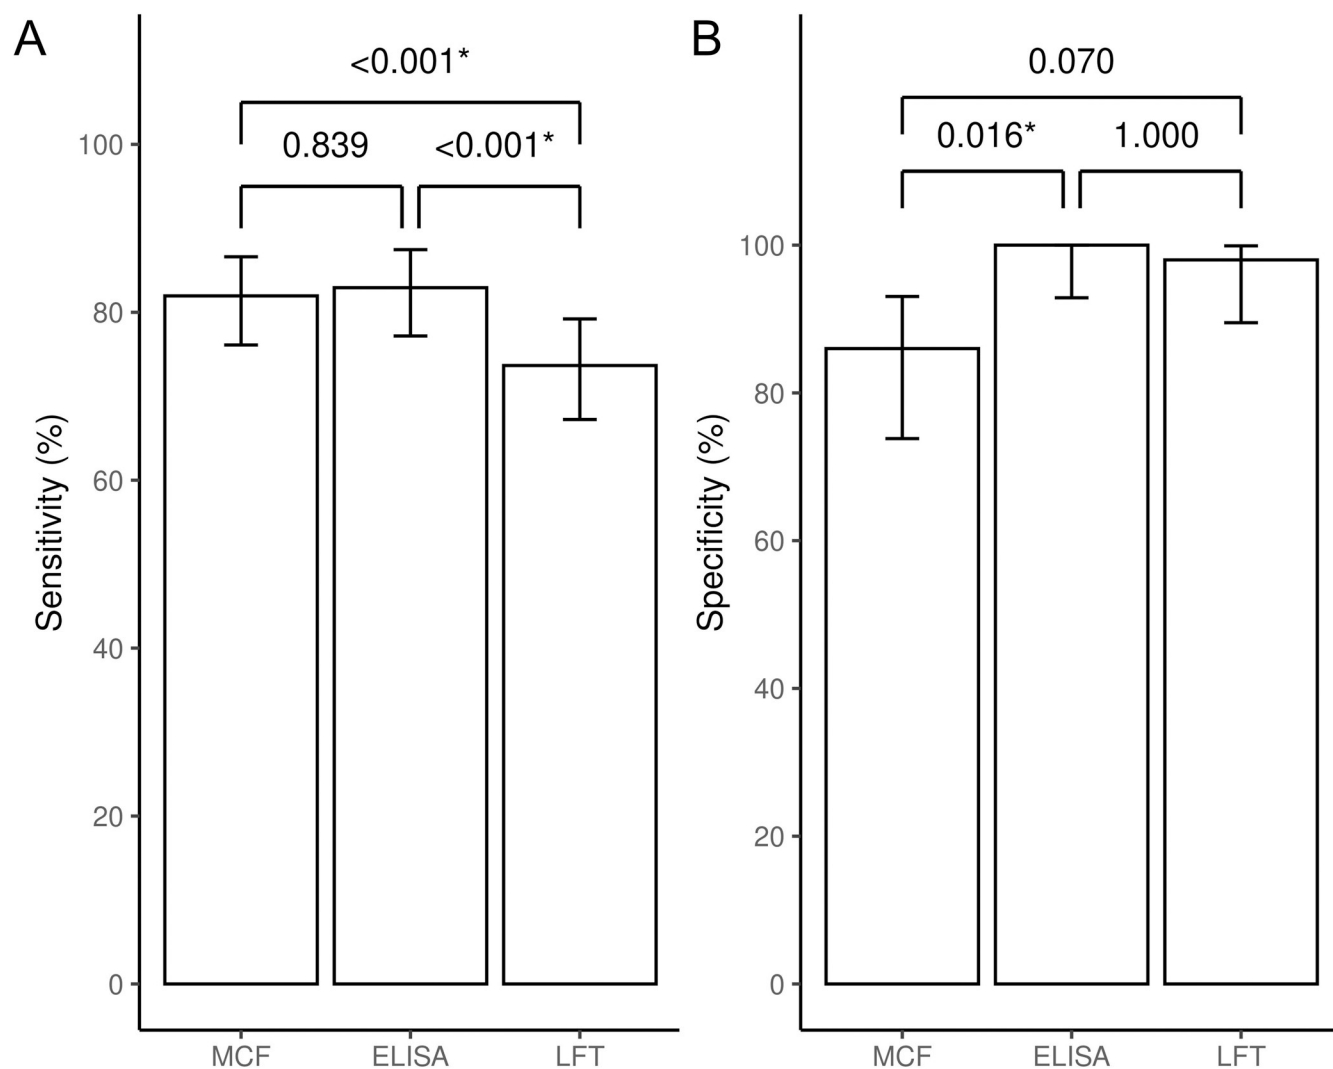 A
<0.001*
0.839
<0.001*
100
80
60
40
20
0
Sensitivity (%)
MCF
ELISA
LFT
B
0.070
0.016*
1.000
100
80
60
40
20
0
Specificity (%)
MCF
ELISA
LFT